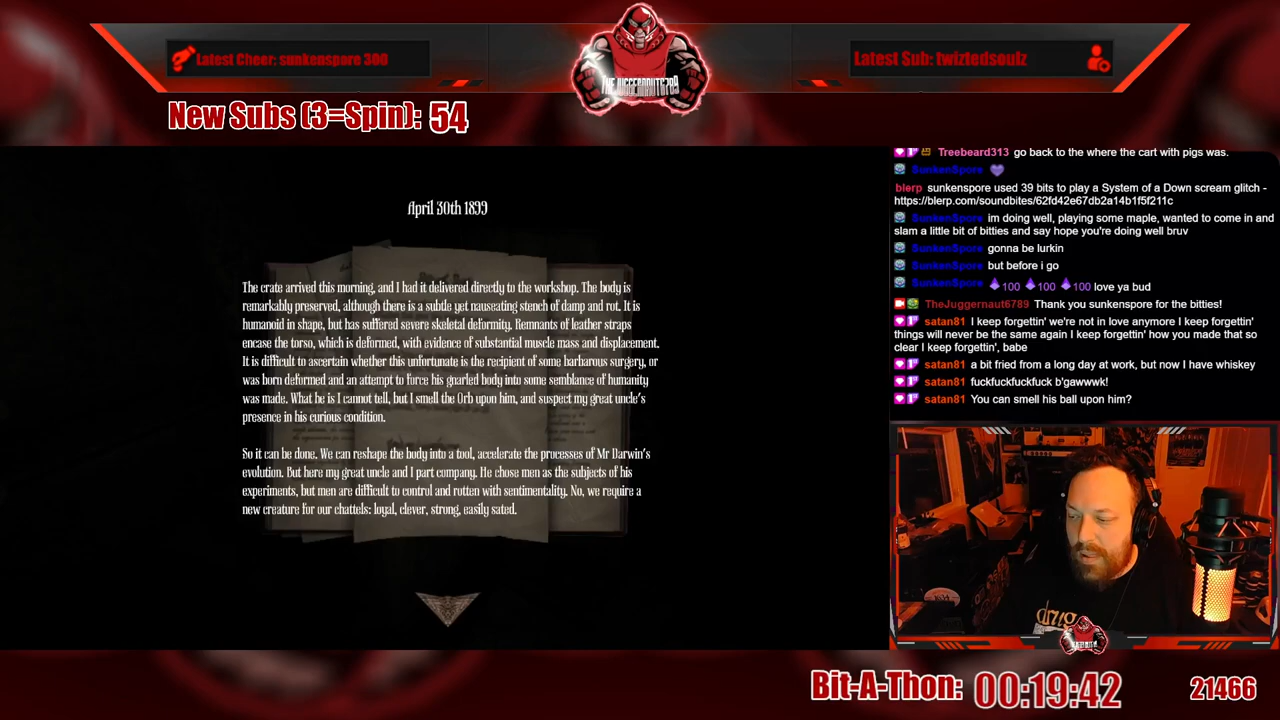 Latest Cheer: sunkenspore 300
Latest Sub: twiztedsoulz
THEJUGGERNAUT6789
New Subs (3=Spin): 54
April 30th 1899
The crate arrived this morning, and I had it delivered directly to the workshop. The body is
remarkably preserved, although there is a subtle yet nauseating stench of damp and rot. It is
humanoid in shape, but has suffered severe skeletal deformity. Remnants of leather straps
encase the torso, which is deformed, with evidence of substantial muscle mass and displacement.
It is difficult to ascertain whether this unfortunate is the recipient of some barbarous surgery, or
was born deformed and an attempt to force his gnarled body into some semblance of humanity
was made. What he is I cannot tell, but I smell the Orb upon him, and suspect my great uncle's
presence in his curious condition.
So it can be done. We can reshape the body into a tool, accelerate the processes of Mr Darwin's
evolution. But here my great uncle and I part company. He chose men as the subjects of his
experiments, but men are difficult to control and rotten with sentimentality. No, we require a
new creature for our chattels: loyal, clever, strong, easily sated.
Treebeard313 go back to the where the cart with pigs was.
SunkenSpore
blerp sunkenspore used 39 bits to play a System of a Down scream glitch -
https://blerp.com/soundbites/62fd42e67db2a14b1f5f211c
SunkenSpore im doing well, playing some maple, wanted to come in and
slam a little bit of bitties and say hope you're doing well bruv
SunkenSpore gonna be lurkin
SunkenSpore but before i go
SunkenSpore 100 100 100 love ya bud
TheJuggernaut6789 Thank you sunkenspore for the bitties!
satan81 I keep forgettin' we're not in love anymore I keep forgettin'
things will never be the same again I keep forgettin' how you made that so
clear I keep forgettin', babe
satan81 a bit fried from a long day at work, but now I have whiskey
satan81 fuckfuckfuckfuck b'gawwwk!
satan81 You can smell his ball upon him?
drug
Bit-A-Thon: 00:19:42
21466